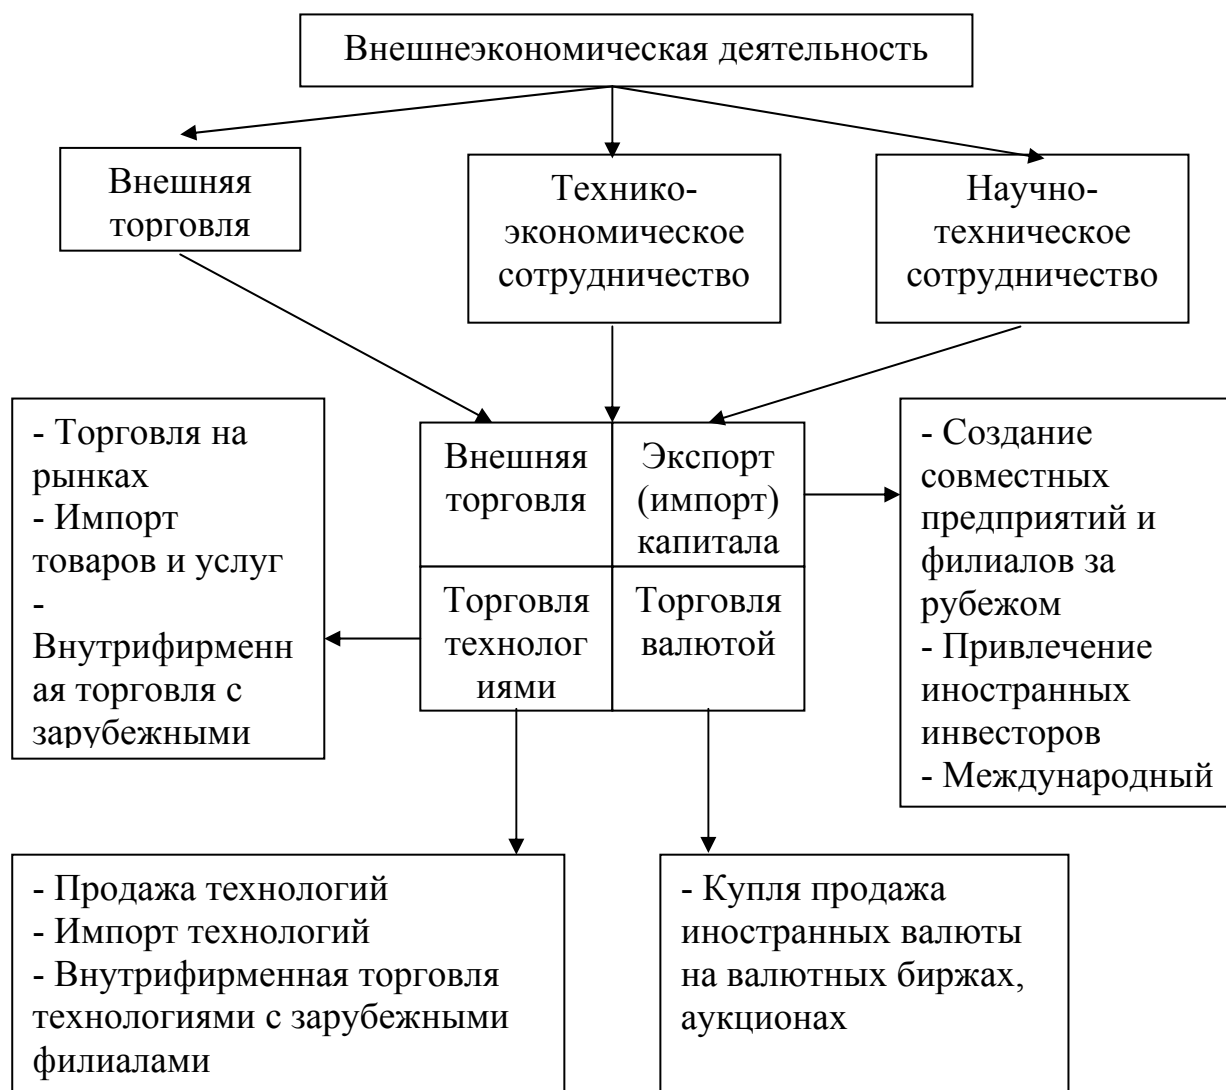 Внешнеэкономическая деятельность
Внешняя
торговля
Технико-
экономическое
сотрудничество
Научно-
техническое
сотрудничество
- Торговля на
рынках
- Импорт
товаров и услуг
-
Внутрифирменн
ая торговля с
зарубежными
Внешняя
торговля
Экспорт
(импорт)
капитала
Торговля
технолог
иями
Торговля
валютой
- Создание
совместных
предприятий и
филиалов за
рубежом
- Привлечение
иностранных
инвесторов
- Международный
- Продажа технологий
- Импорт технологий
- Внутрифирменная торговля
технологиями с зарубежными
филиалами
- Купля продажа
иностранных валюты
на валютных биржах,
аукционах